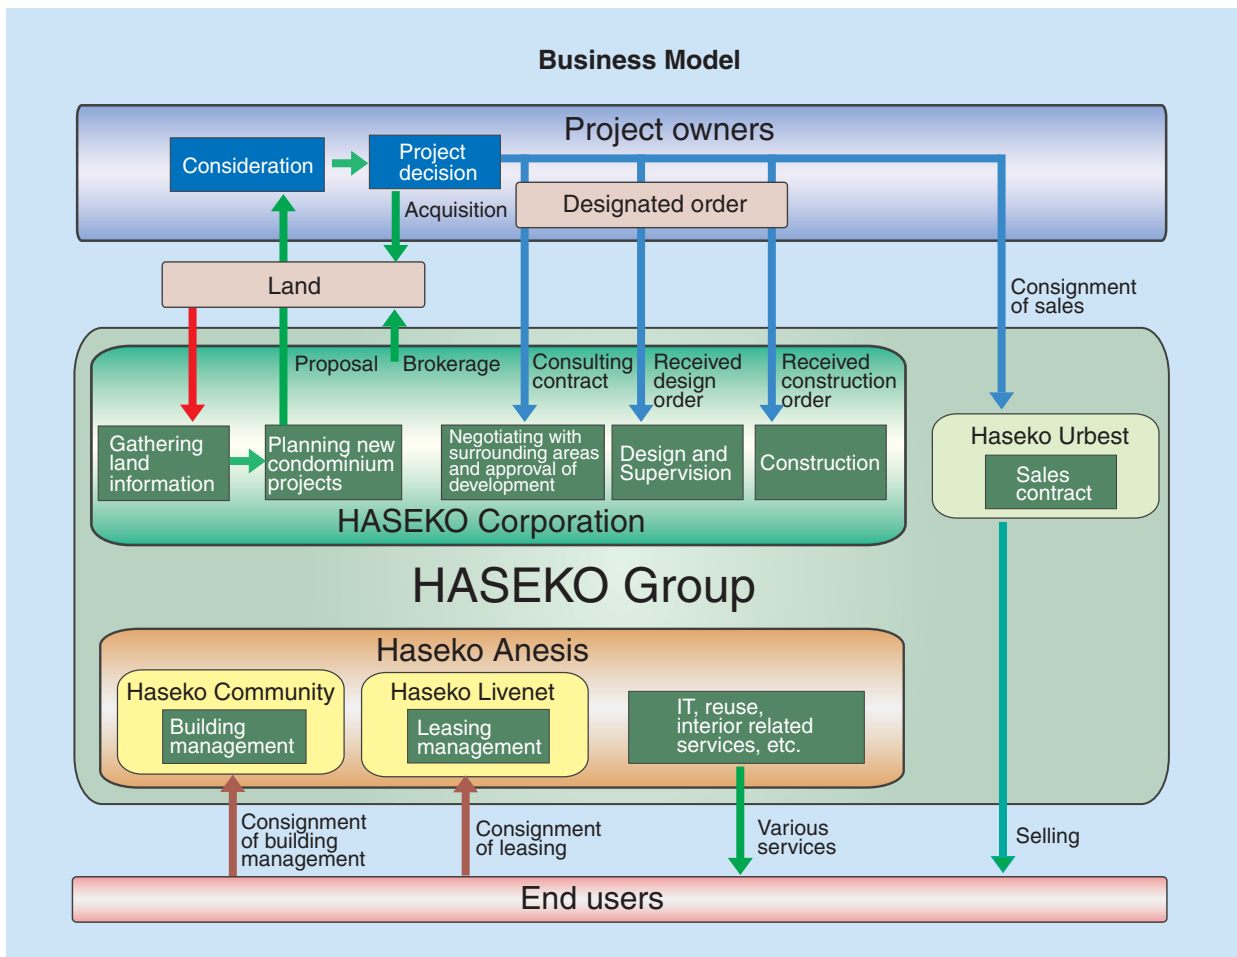 Business Model
Project owners
Consideration
Project
decision
Acquisition
Designated order
Land
Consignment
of sales
Proposal
Brokerage
Consulting
contract
Received
design
order
Received
construction
order
Gathering
land
information
Planning new
condominium
projects
Negotiating with
surrounding areas
and approval of
development
Design and
Supervision
Construction
HASEKO Corporation
Haseko Urbest
Sales
contract
HASEKO Group
Haseko Anesis
Haseko Community
Building
management
Haseko Livenet
Leasing
management
IT, reuse,
interior related
services, etc.
Consignment
of building
management
Consignment
of leasing
Various
services
Selling
End users